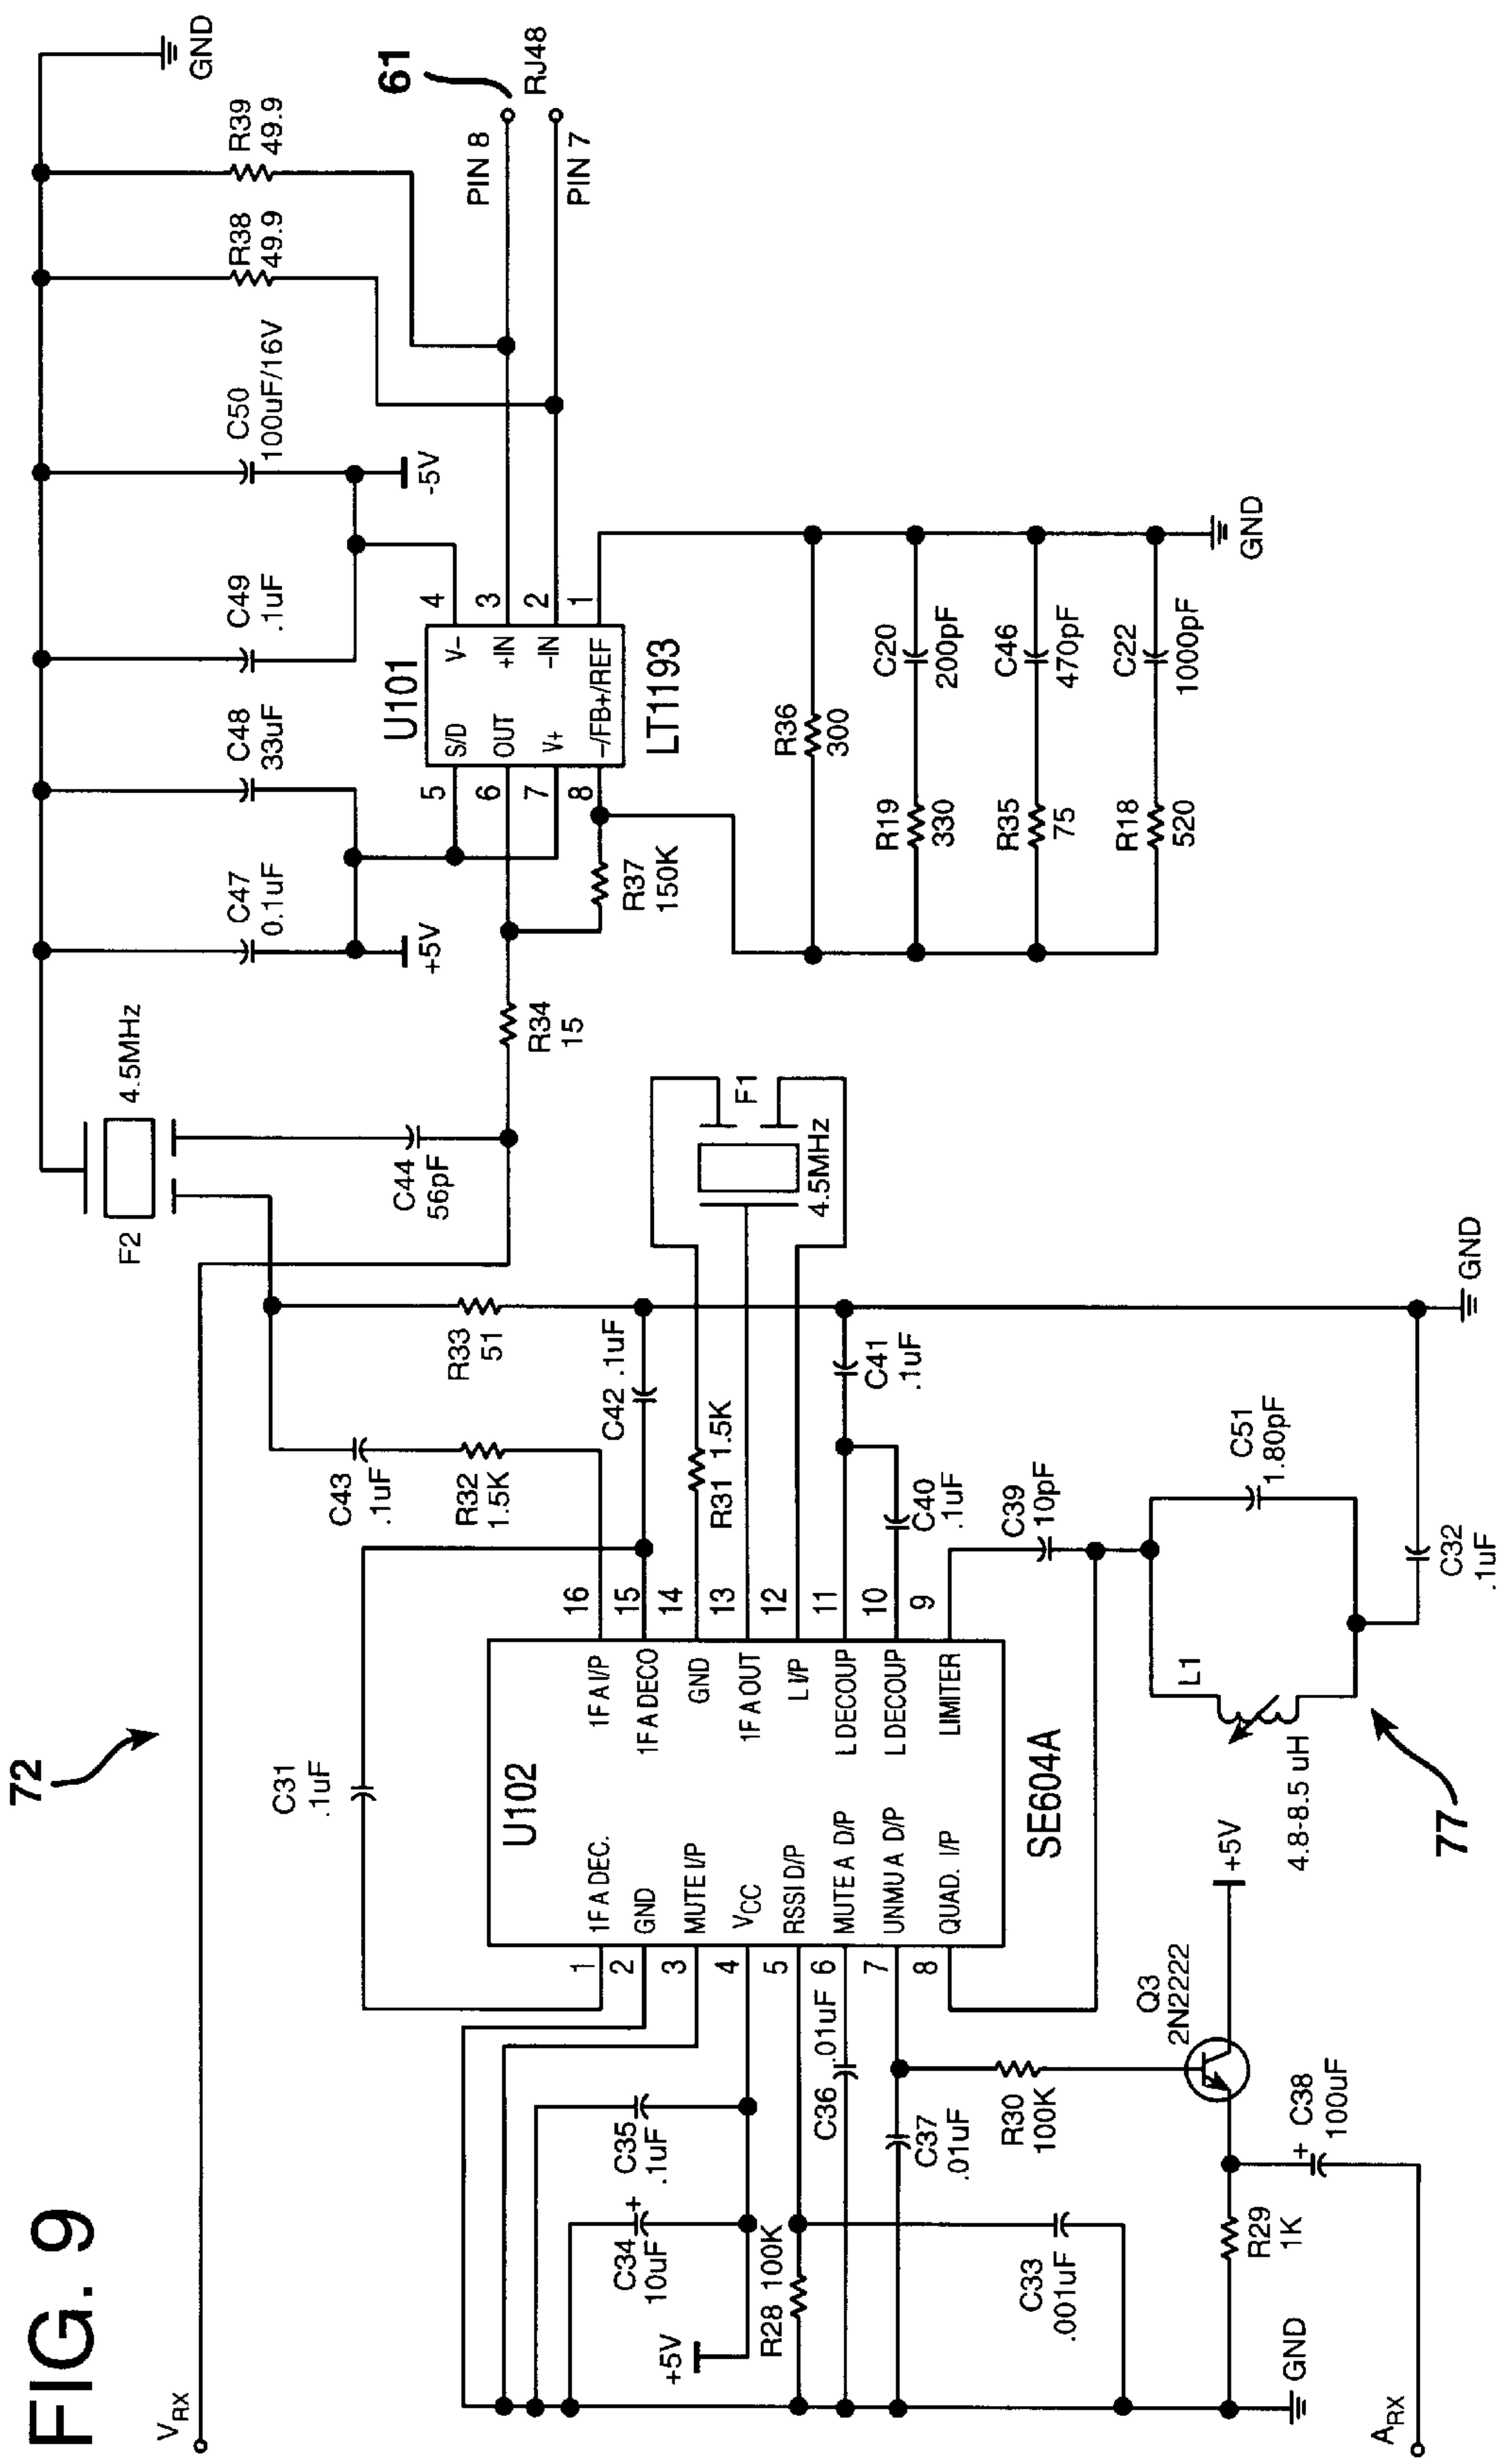 FIG. 9
72
VRX
ARX
61
RJ48
PIN 8
PIN 7
GND
R39
49.9
R38
49.9
C50
100uF/16V
-5V
C49
.1uF
C48
33uF
C47
0.1uF
+5V
U101
S/D
OUT
V+
-/FB+/REF
V-
+IN
-IN
5
6
7
8
4
3
2
1
LT1193
R37
150K
R34
15
R36
300
R19
330
C20
200pF
R35
75
C46
470pF
R18
520
C22
1000pF
GND
4.5MHz
F2
C44
56pF
F1
4.5MHz
R33
51
C43
.1uF
R32
1.5K
C42 .1uF
R31 1.5K
C41
.1uF
C40
.1uF
C39
10pF
C51
1.80pF
C32
.1uF
GND
L1
4.8-8.5 uH
77
C31
.1uF
U102
1F A DEC.
GND
MUTE I/P
VCC
RSSI D/P
MUTE A D/P
UNMU A D/P
QUAD. I/P
1F A I/P
1F A DECO
GND
1F A OUT
L I/P
L DECOUP
L DECOUP
LIMITER
1
2
3
4
5
6
7
8
16
15
14
13
12
11
10
9
SE604A
C35
.1uF
C34
+
10uF
+5V
R28 100K
C36 .01uF
C37
.01uF
R30
100K
C33
.001uF
Q3
2N2222
+5V
R29
1K
+
C38
100uF
GND